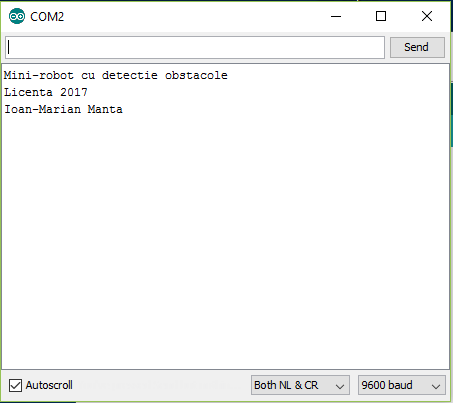 COM2
Send
Mini-robot cu detectie obstacole
Licenta 2017
Ioan-Marian Manta
Autoscroll
Both NL & CR
9600 baud